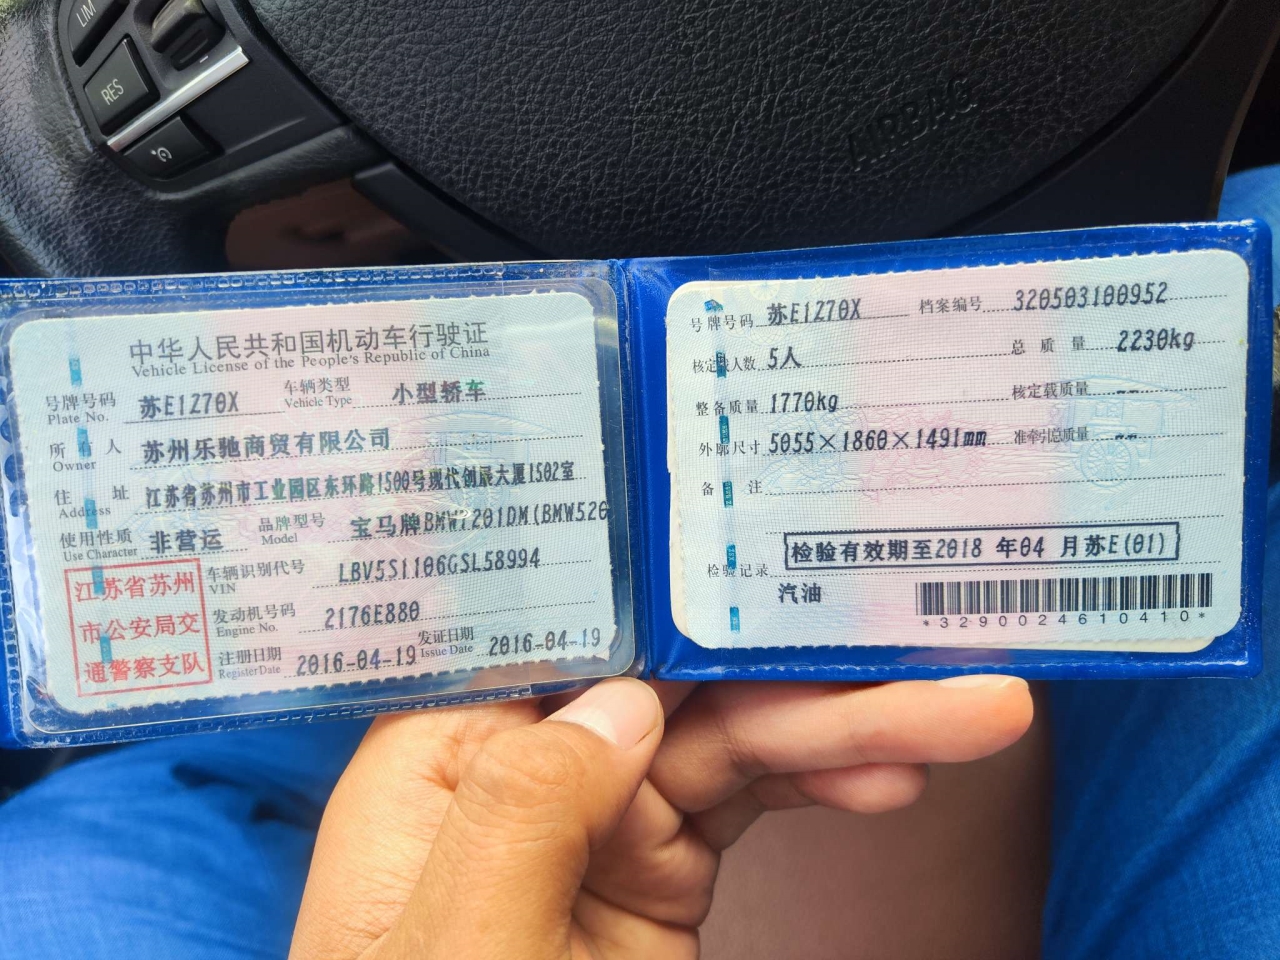 LIM
RES
AIRBAG
中华人民共和国机动车行驶证
Vehicle License of the People's Republic of China
号牌号码 苏E1Z70X 车辆类型 小型轿车
Plate No. Vehicle Type
所有人 苏州乐驰商贸有限公司
Owner
住址 江苏省苏州市工业园区东环路1500号现代创展大厦1502室
Address
使用性质 非营运 品牌型号 宝马牌BMW7201DM(BMW520
Use Character Model
江苏省苏州
市公安局交
通警察支队
车辆识别代号 LBV5S1106GSL58994
VIN
发动机号码 2176E880
Engine No.
注册日期 2016-04-19 发证日期 2016-04-19
Register Date Issue Date
号牌号码 苏E1Z70X 档案编号 320503100952
核定载人数 5人 总质量 2230kg
整备质量 1770kg 核定载质量 --
外廓尺寸 5055×1860×1491mm 准牵引总质量 --
备注
检验有效期至2018 年04 月苏E(01)
检验记录
汽油
*3290024610410*